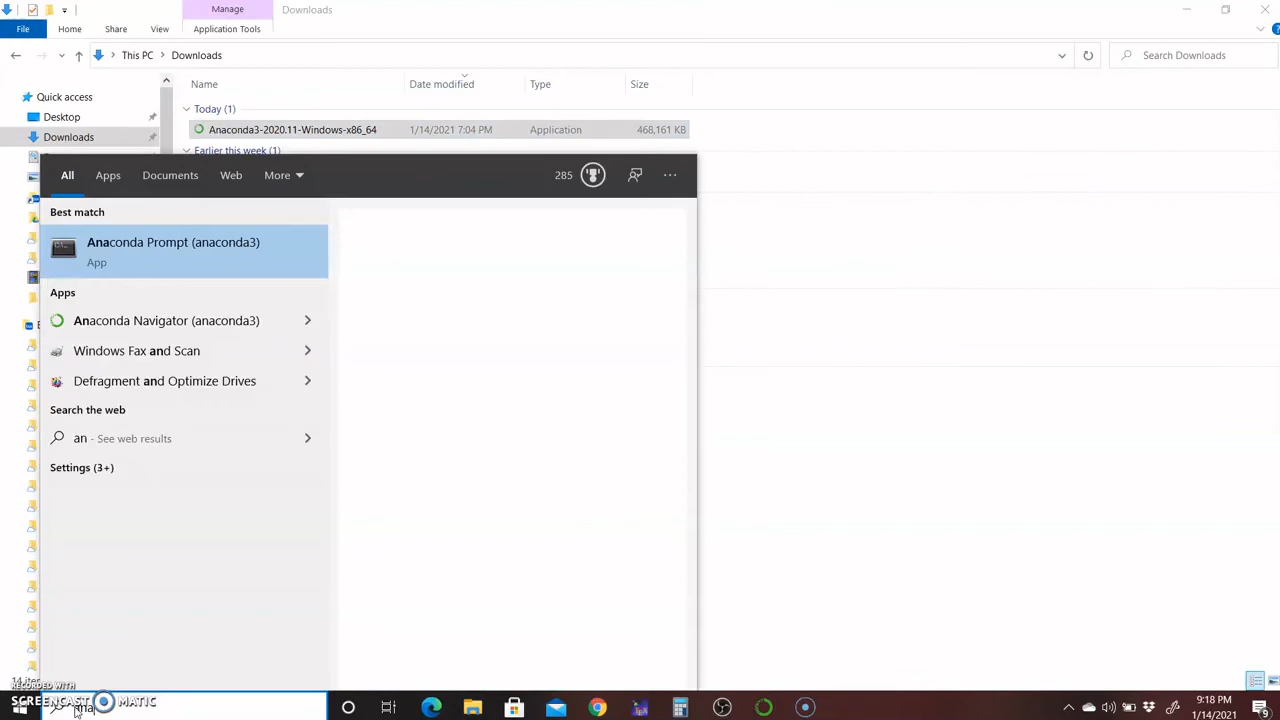 Manage
Downloads
File
Home
Share
View
Application Tools
This PC
Downloads
Search Downloads
Name
Date modified
Type
Size
Quick access
Today (1)
Desktop
Downloads
Anaconda3-2020.11-Windows-x86_64
1/14/2021 7:04 PM
Application
468,161 KB
Earlier this week (1)
All
Apps
Documents
Web
More
285
Best match
Anaconda Prompt (anaconda3)
App
Apps
Anaconda Navigator (anaconda3)
Windows Fax and Scan
Defragment and Optimize Drives
Search the web
an - See web results
Settings (3+)
RECORDED WITH
SCREENCAST MATIC
9:18 PM
1/14/2021
9